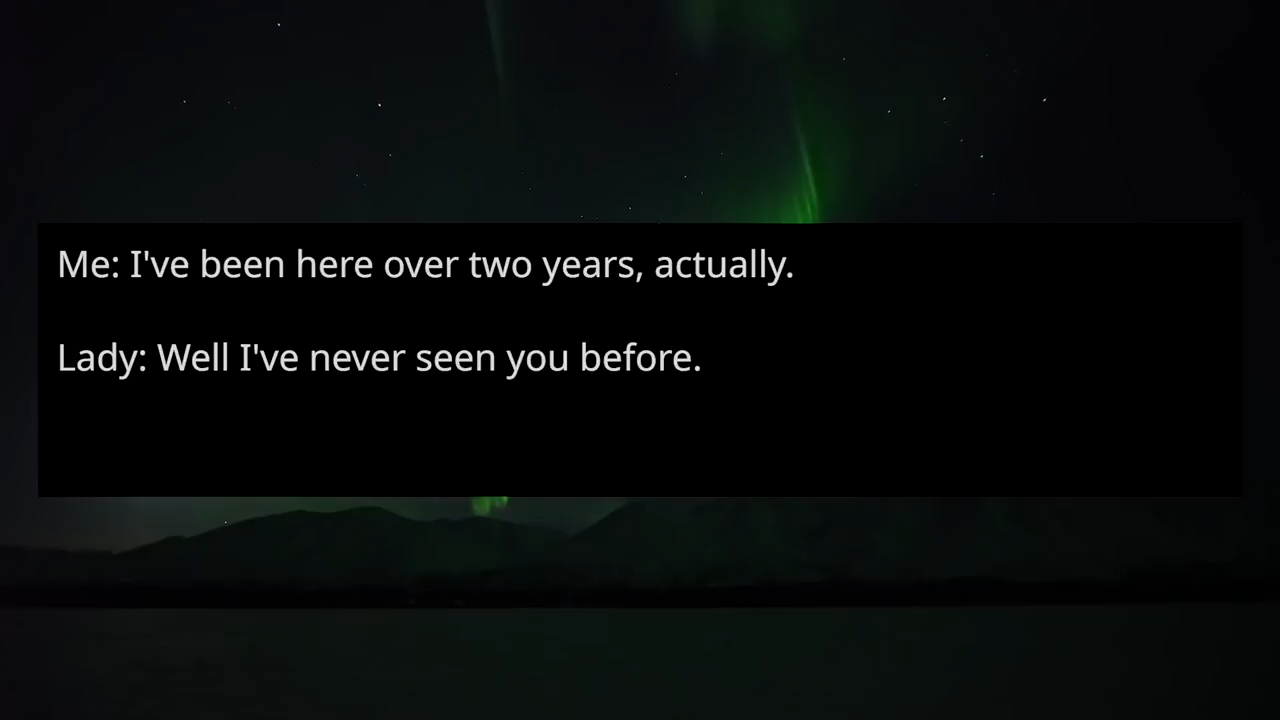 Me: I've been here over two years, actually.
Lady: Well I've never seen you before.